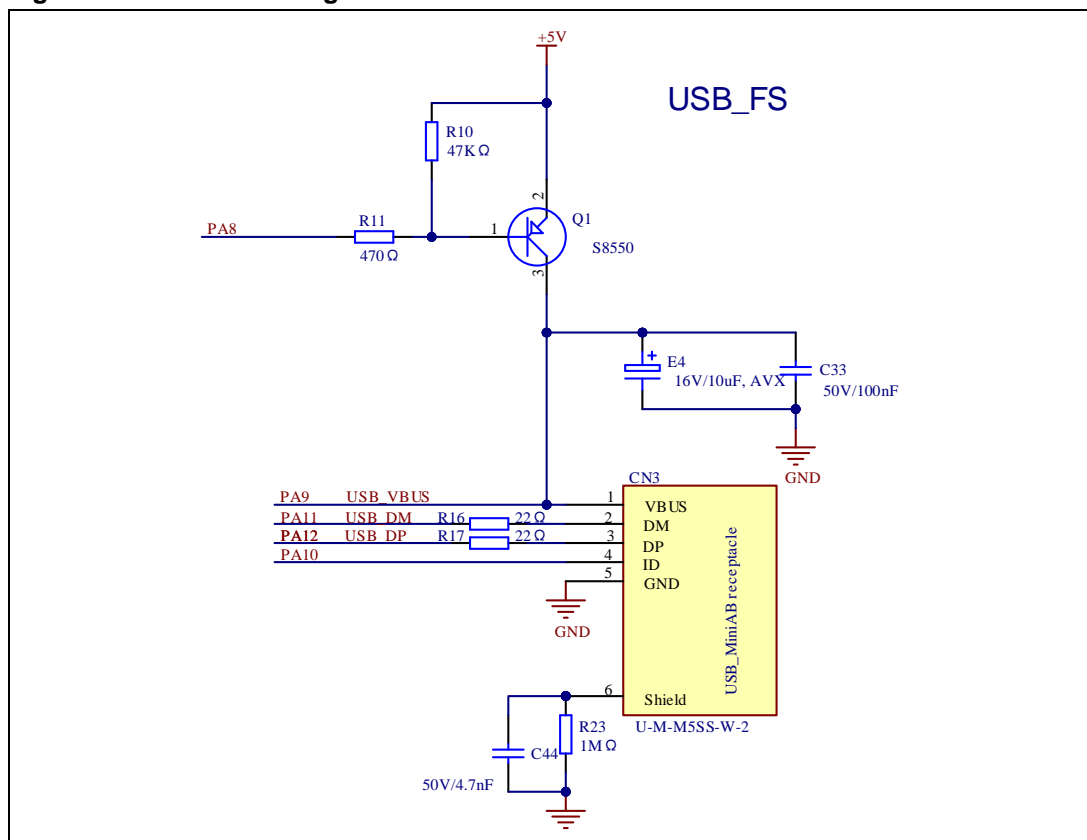 +5V
USB_FS
R10
47KΩ
2
Q1
PA8
R11
1
470Ω
S8550
3
E4
16V/10uF, AVX
C33
50V/100nF
GND
CN3
PA9 USB_VBUS 1 VBUS
PA11 USB_DM R16 22Ω 2 DM
PA12 USB_DP R17 22Ω 3 DP
PA10 4 ID
5 GND
GND
USB_MiniAB receptacle
6 Shield
U-M-M5SS-W-2
R23
1MΩ
C44
50V/4.7nF